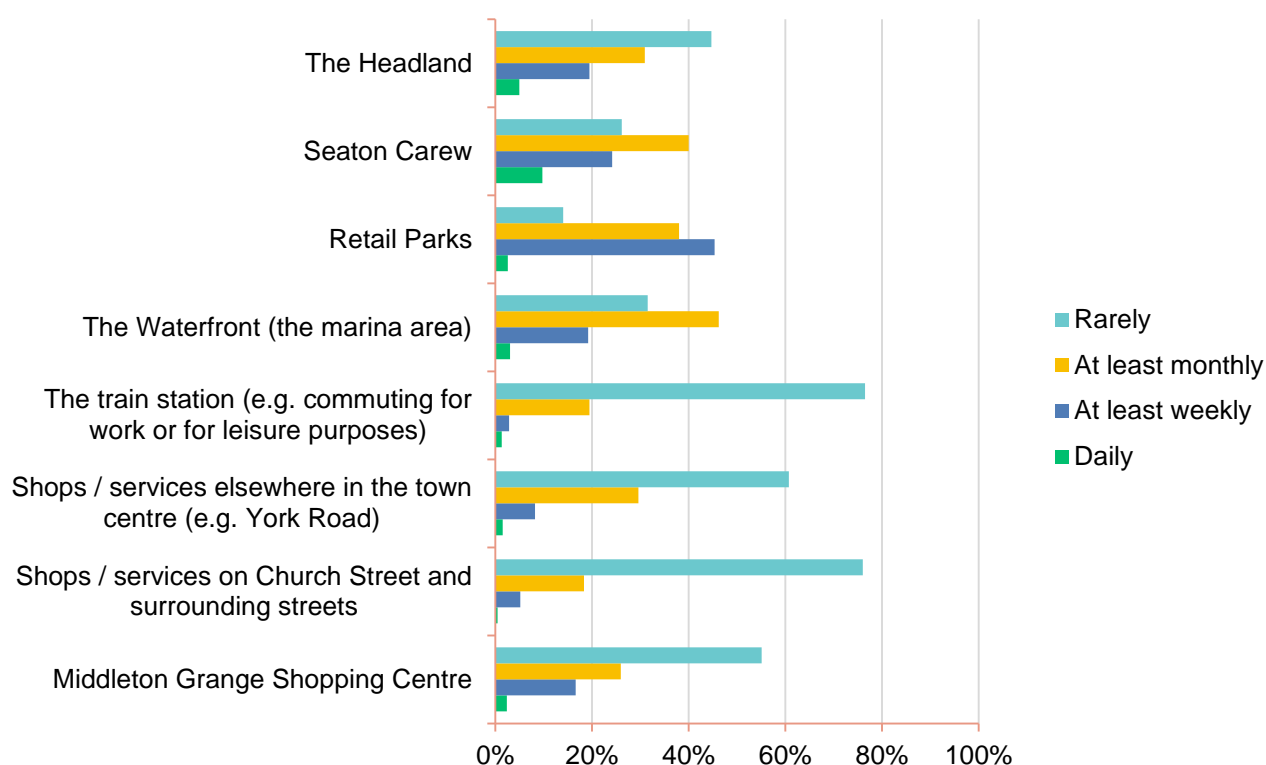 The Headland
Seaton Carew
Retail Parks
The Waterfront (the marina area)
The train station (e.g. commuting for
work or for leisure purposes)
Shops / services elsewhere in the town
centre (e.g. York Road)
Shops / services on Church Street and
surrounding streets
Middleton Grange Shopping Centre
0% 20% 40% 60% 80% 100%
Rarely
At least monthly
At least weekly
Daily